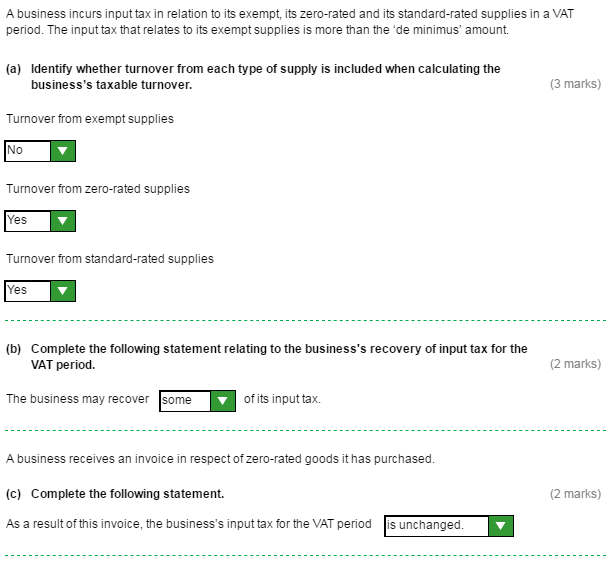 A business incurs input tax in relation to its exempt, its zero-rated and its standard-rated supplies in a VAT
period. The input tax that relates to its exempt supplies is more than the ‘de minimus’ amount.
(a) Identify whether turnover from each type of supply is included when calculating the
business’s taxable turnover. (3 marks)
Turnover from exempt supplies
No
Turnover from zero-rated supplies
Yes
Turnover from standard-rated supplies
Yes
(b) Complete the following statement relating to the business's recovery of input tax for the
VAT period. (2 marks)
The business may recover some of its input tax.
A business receives an invoice in respect of zero-rated goods it has purchased.
(c) Complete the following statement. (2 marks)
As a result of this invoice, the business’s input tax for the VAT period is unchanged.